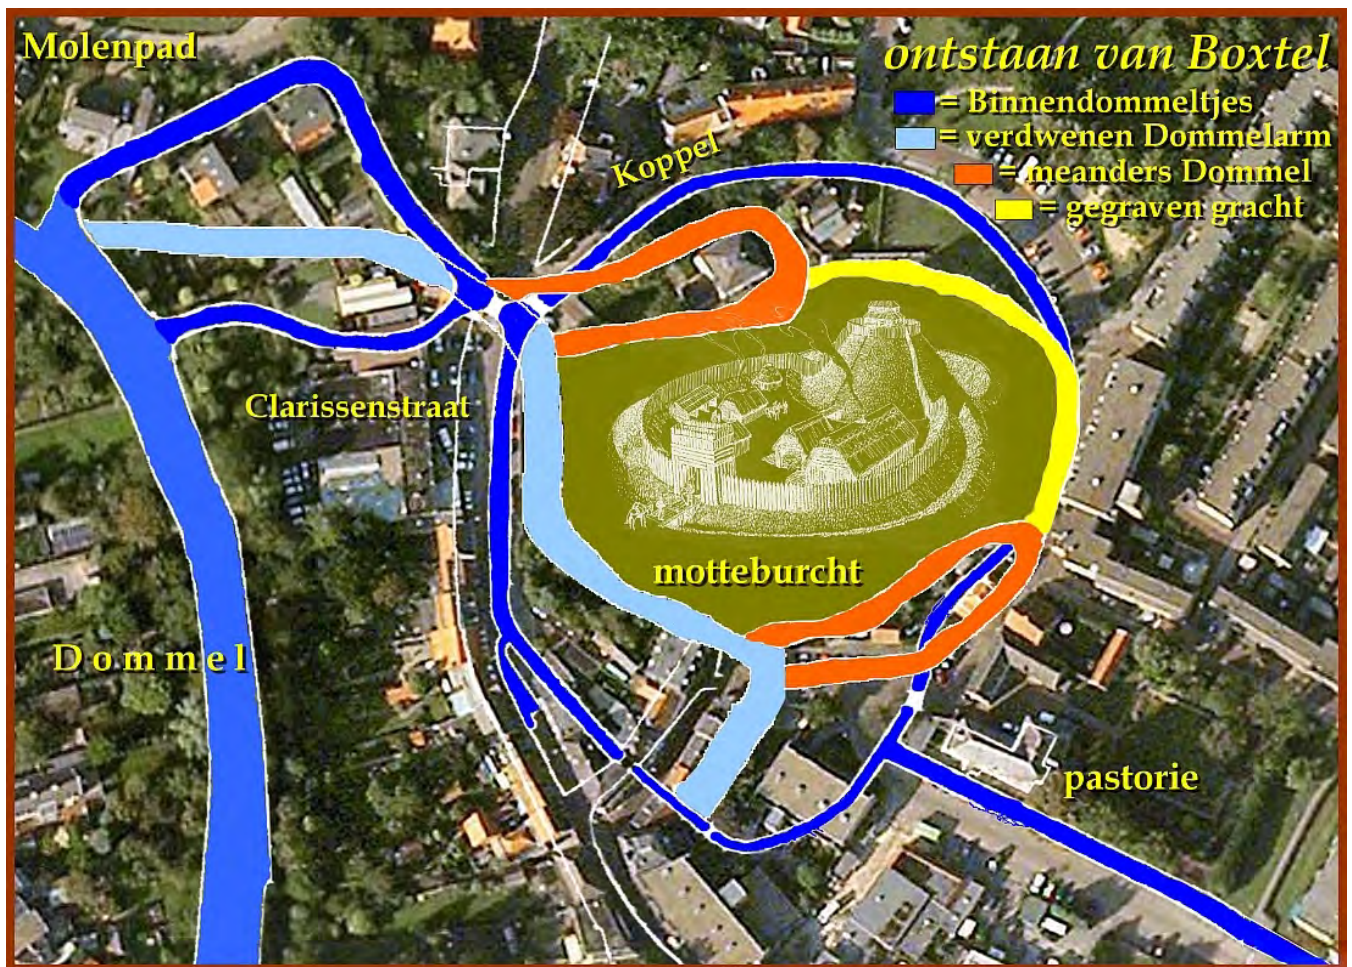 Molenpad
ontstaan van Boxtel
= Binnendommeltjes
= verdwenen Dommelarm
= meanders Dommel
= gegraven gracht
Koppel
Clarissenstraat
motteburcht
Dommel
pastorie